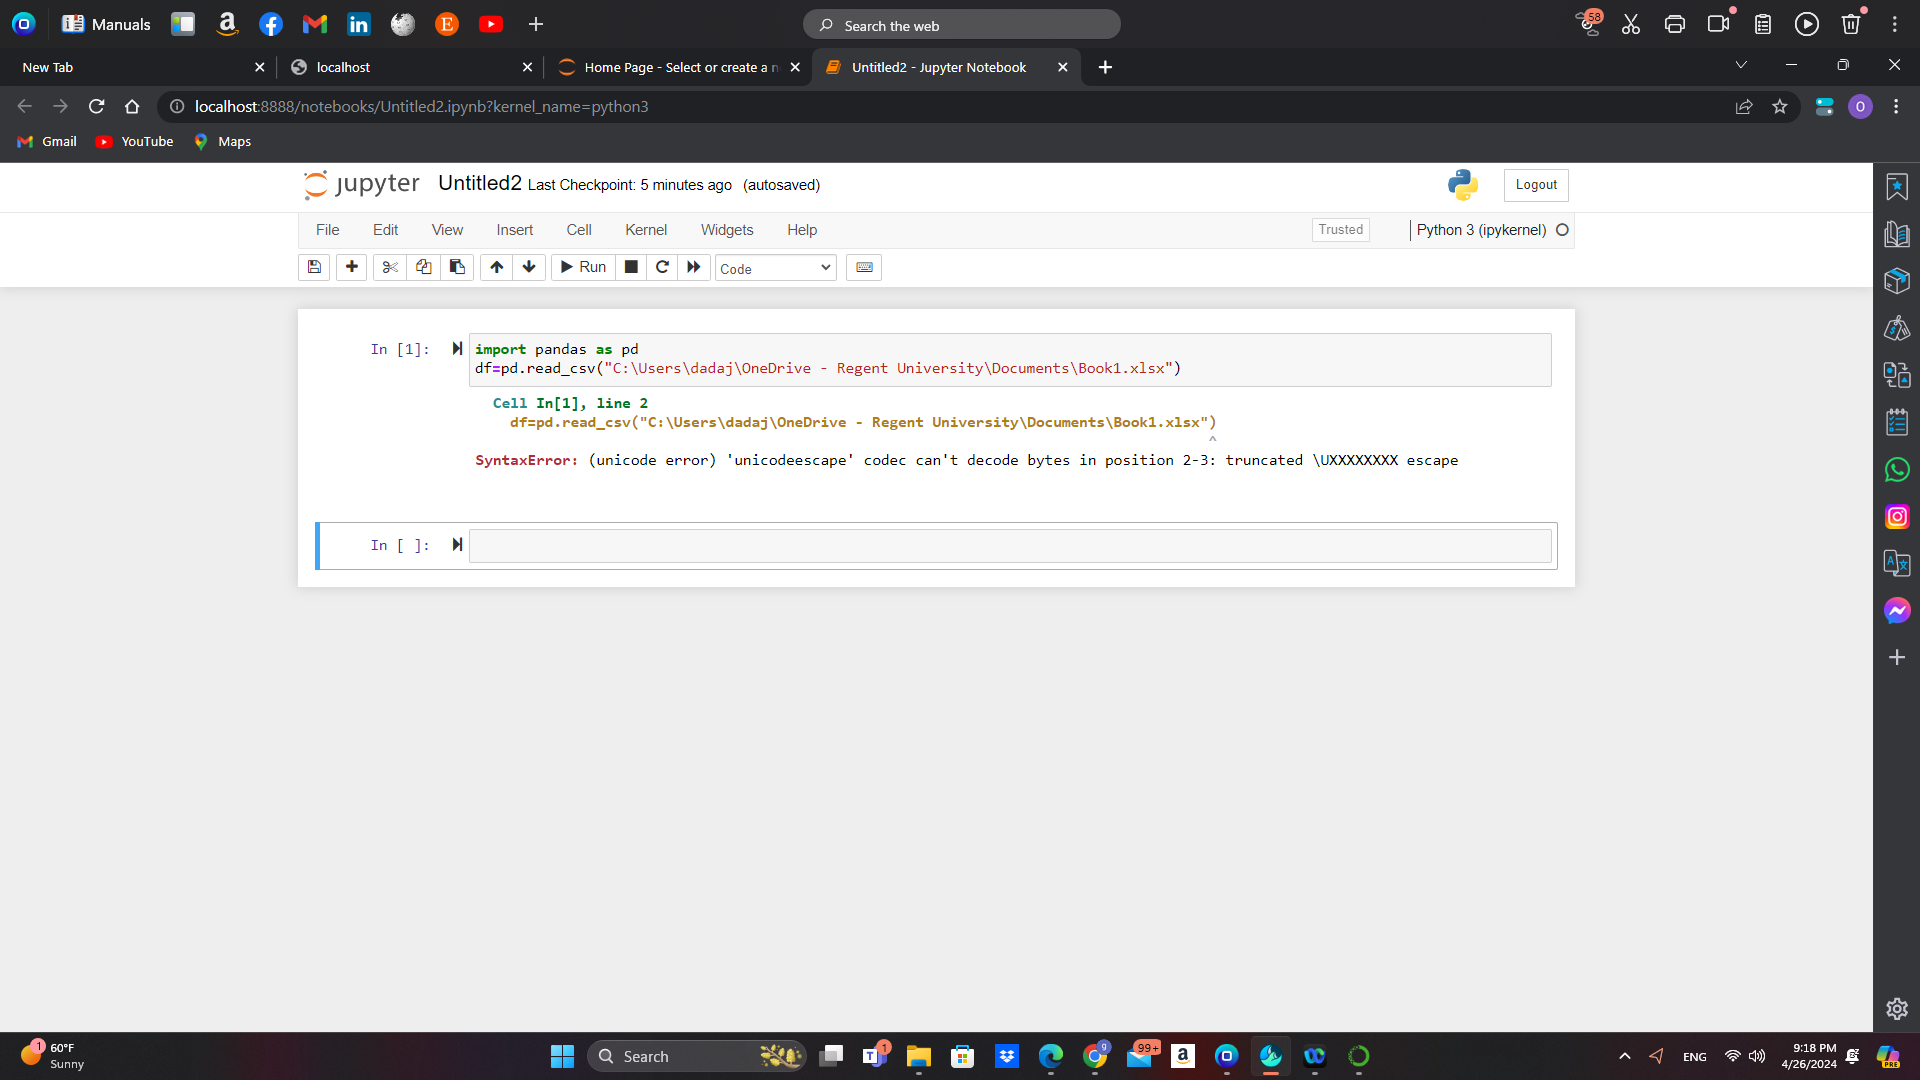 Manuals
Search the web
58
New Tab
localhost
Home Page - Select or create a n
Untitled2 - Jupyter Notebook
localhost:8888/notebooks/Untitled2.ipynb?kernel_name=python3
O
Gmail
YouTube
Maps
jupyter
Untitled2 Last Checkpoint: 5 minutes ago (autosaved)
Logout
File
Edit
View
Insert
Cell
Kernel
Widgets
Help
Trusted
Python 3 (ipykernel)
Run
Code
In [1]:
import pandas as pd
df=pd.read_csv("C:\Users\dadaj\OneDrive - Regent University\Documents\Book1.xlsx")
Cell In[1], line 2
df=pd.read_csv("C:\Users\dadaj\OneDrive - Regent University\Documents\Book1.xlsx")
^
SyntaxError: (unicode error) 'unicodeescape' codec can't decode bytes in position 2-3: truncated \UXXXXXXXX escape
In [ ]:
1
60°F
Sunny
Search
1
9
99+
ENG
9:18 PM
4/26/2024
PRE